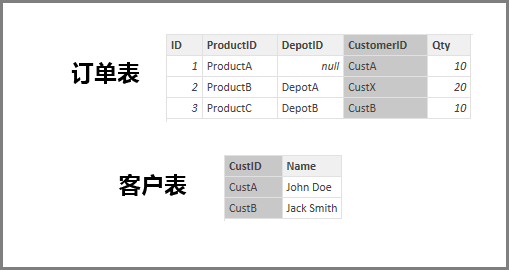 订单表
ID ProductID DepotID CustomerID Qty
1 ProductA null CustA 10
2 ProductB DepotA CustX 20
3 ProductC DepotB CustB 10
客户表
CustID Name
CustA John Doe
CustB Jack Smith